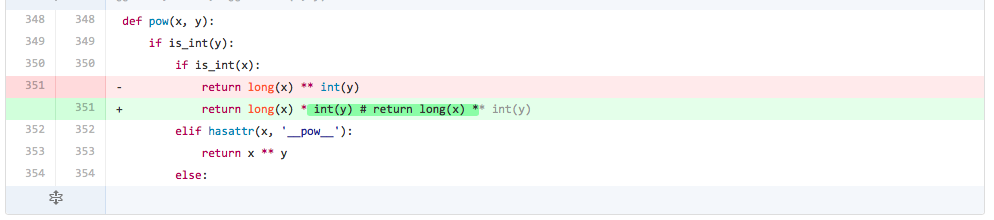 348 348 def pow(x, y):
349 349 if is_int(y):
350 350 if is_int(x):
351 - return long(x) ** int(y)
351 + return long(x) * int(y) # return long(x) ** int(y)
352 352 elif hasattr(x, '__pow__'):
353 353 return x ** y
354 354 else: